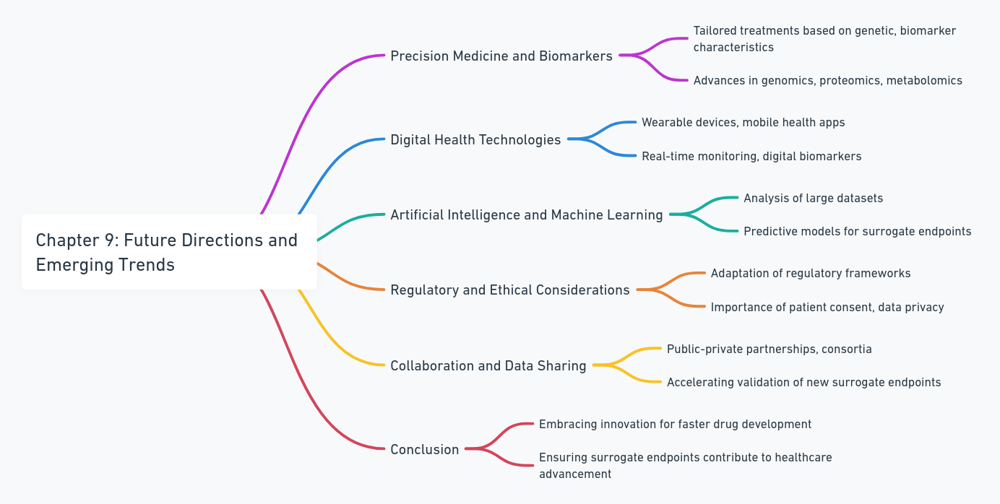 Chapter 9: Future Directions and
Emerging Trends
Precision Medicine and Biomarkers
Tailored treatments based on genetic, biomarker
characteristics
Advances in genomics, proteomics, metabolomics
Digital Health Technologies
Wearable devices, mobile health apps
Real-time monitoring, digital biomarkers
Artificial Intelligence and Machine Learning
Analysis of large datasets
Predictive models for surrogate endpoints
Regulatory and Ethical Considerations
Adaptation of regulatory frameworks
Importance of patient consent, data privacy
Collaboration and Data Sharing
Public-private partnerships, consortia
Accelerating validation of new surrogate endpoints
Conclusion
Embracing innovation for faster drug development
Ensuring surrogate endpoints contribute to healthcare
advancement